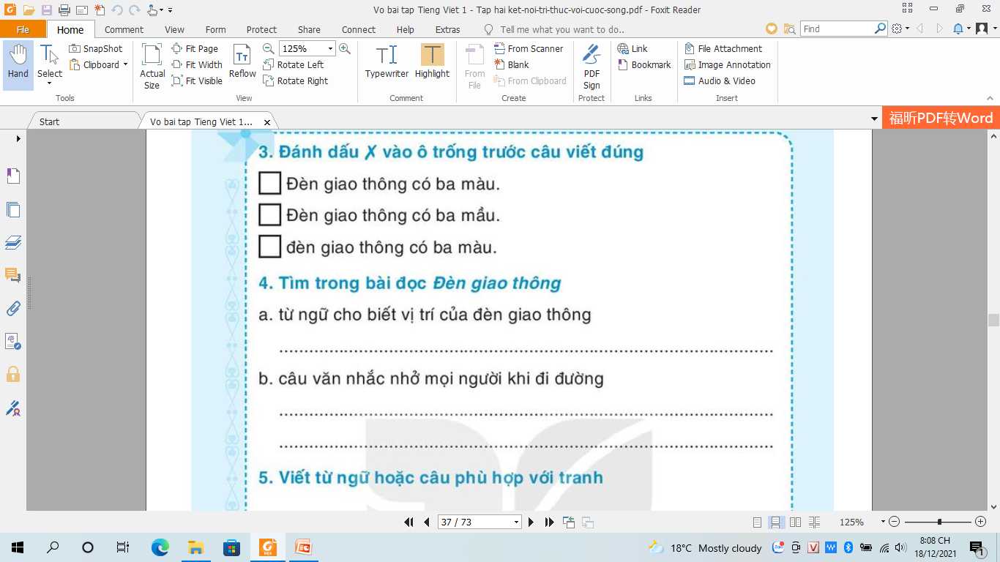 Vo bai tap Tieng Viet 1 - Tap hai ket-noi-tri-thuc-voi-cuoc-song.pdf - Foxit Reader
File Home Comment View Form Protect Share Connect Help Extras Tell me what you want to do.. Find
Hand
Select
SnapShot
Clipboard
Tools
Actual Size
Fit Page
Fit Width
Fit Visible
Reflow
125%
Rotate Left
Rotate Right
View
Typewriter
Highlight
Comment
From File
From Scanner
Blank
From Clipboard
Create
PDF Sign
Protect
Link
Bookmark
Links
File Attachment
Image Annotation
Audio & Video
Insert
Start
Vo bai tap Tieng Viet 1...
福昕PDF转Word
3. Đánh dấu ✗ vào ô trống trước câu viết đúng
Đèn giao thông có ba màu.
Đèn giao thông có ba mầu.
đèn giao thông có ba màu.
4. Tìm trong bài đọc Đèn giao thông
a. từ ngữ cho biết vị trí của đèn giao thông
b. câu văn nhắc nhở mọi người khi đi đường
5. Viết từ ngữ hoặc câu phù hợp với tranh
37 / 73
125%
18°C Mostly cloudy
8:08 CH
18/12/2021